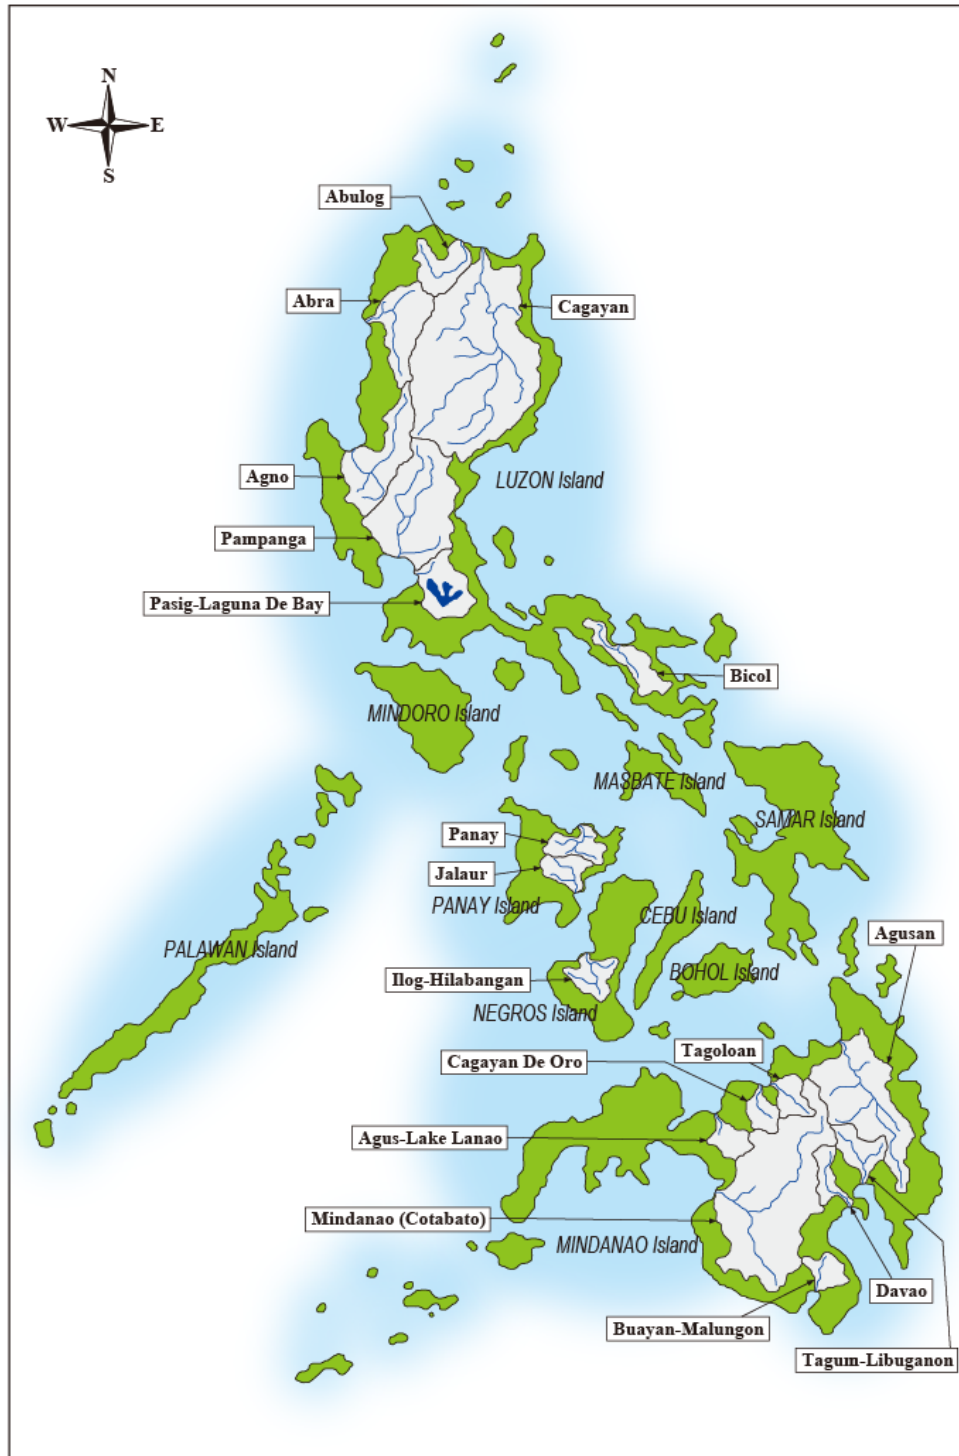 N
W
E
S
Abulog
Abra
Cagayan
Agno
LUZON Island
Pampanga
Pasig-Laguna De Bay
Bicol
MINDORO Island
MASBATE Island
SAMAR Island
Panay
Jalaur
PANAY Island
CEBU Island
PALAWAN Island
Agusan
BOHOL Island
Ilog-Hilabangan
NEGROS Island
Tagoloan
Cagayan De Oro
Agus-Lake Lanao
Mindanao (Cotabato)
MINDANAO Island
Davao
Buayan-Malungon
Tagum-Libuganon